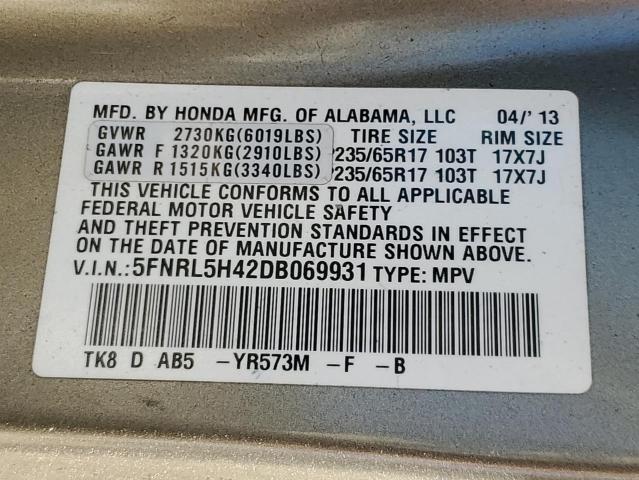 MFD. BY HONDA MFG. OF ALABAMA, LLC 04/'13
GVWR 2730KG(6019LBS) TIRE SIZE RIM SIZE
GAWR F 1320KG(2910LBS) P235/65R17 103T 17X7J
GAWR R 1515KG(3340LBS) P235/65R17 103T 17X7J
THIS VEHICLE CONFORMS TO ALL APPLICABLE
FEDERAL MOTOR VEHICLE SAFETY
AND THEFT PREVENTION STANDARDS IN EFFECT
ON THE DATE OF MANUFACTURE SHOWN ABOVE.
V.I.N.:5FNRL5H42DB069931 TYPE: MPV
TK8 D AB5 -YR573M -F -B